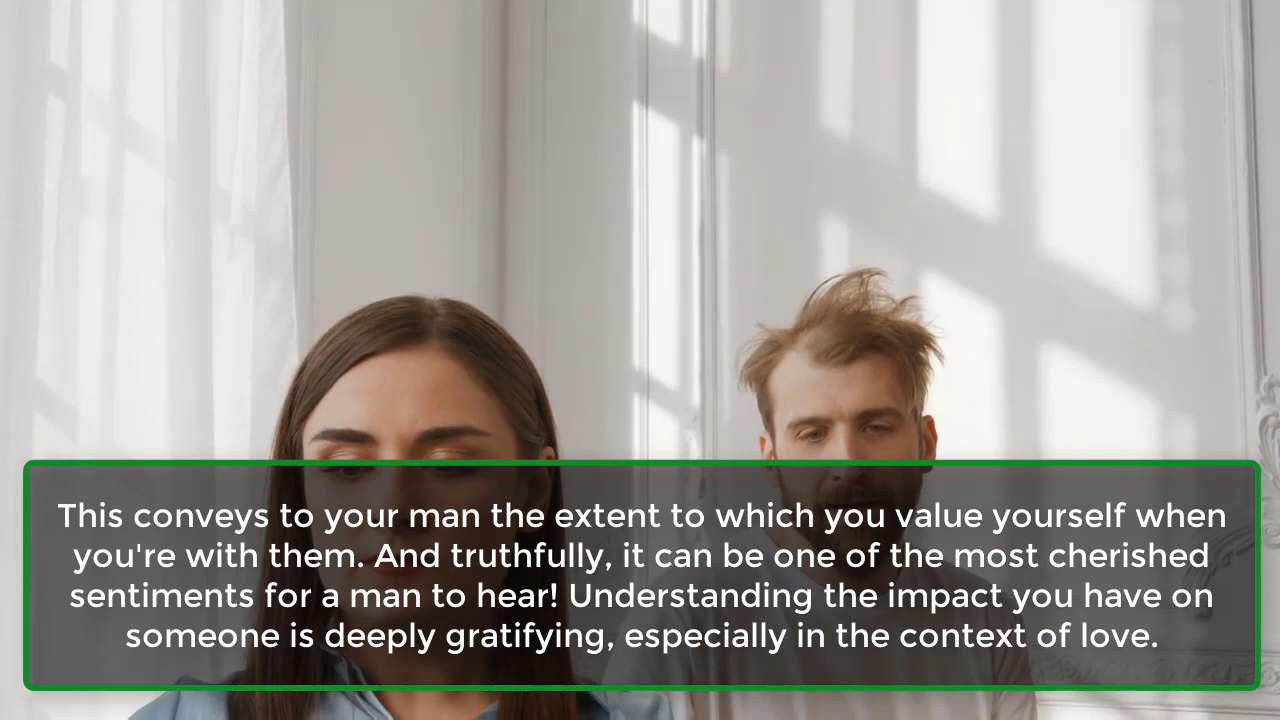 This conveys to your man the extent to which you value yourself when
you're with them. And truthfully, it can be one of the most cherished
sentiments for a man to hear! Understanding the impact you have on
someone is deeply gratifying, especially in the context of love.